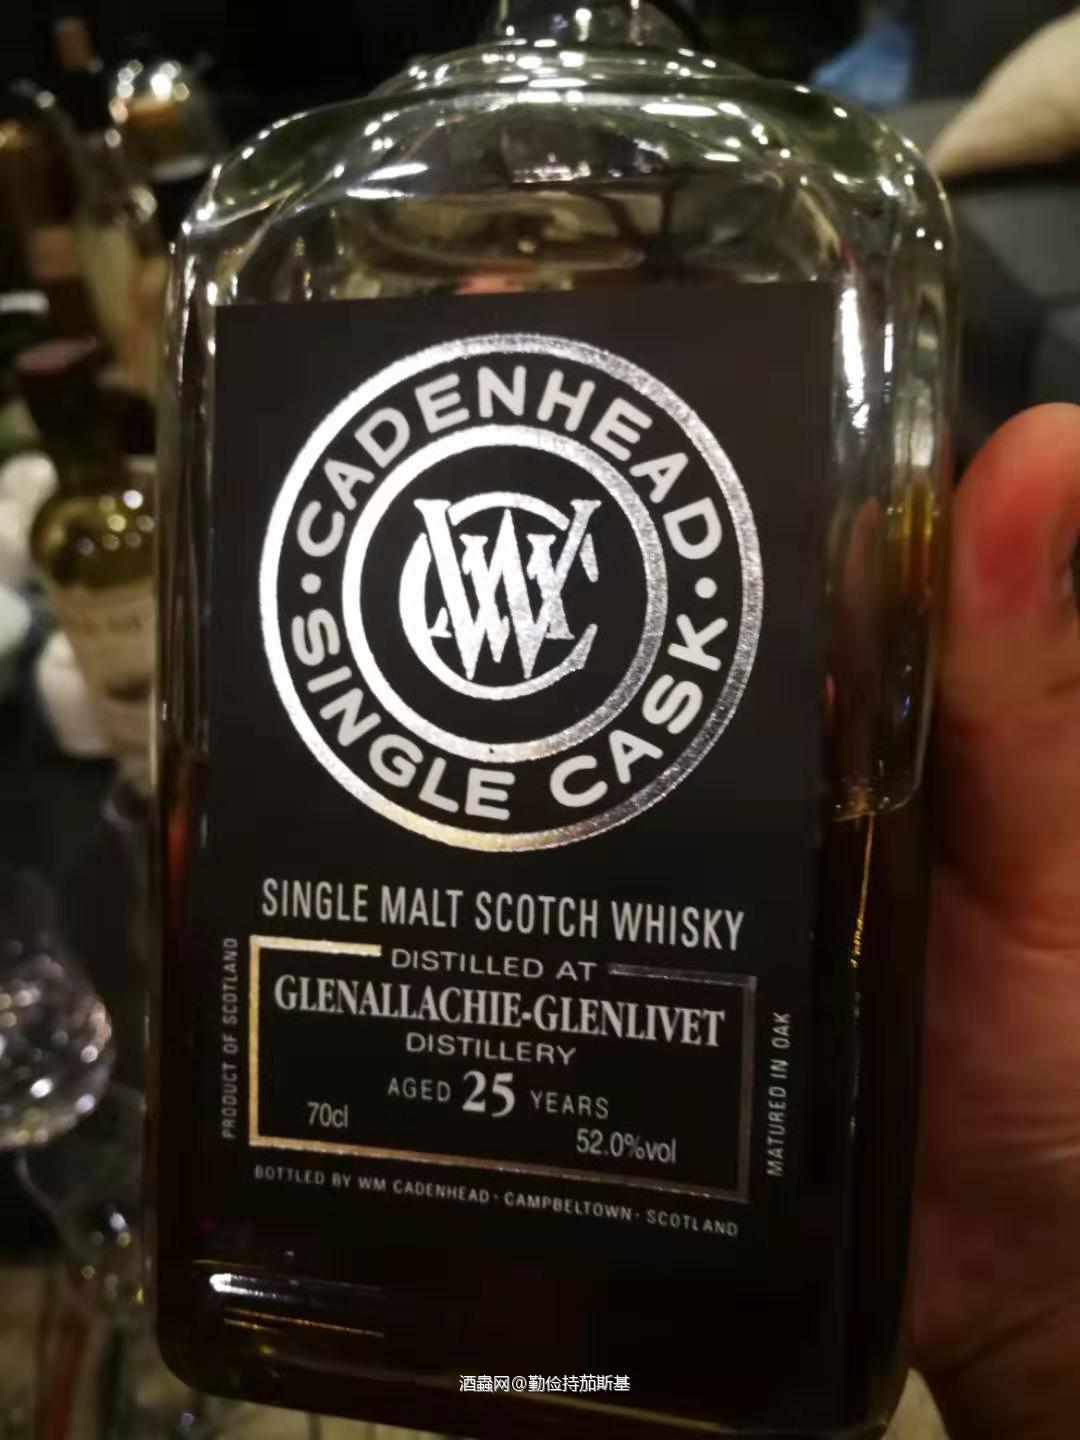 CADENHEAD
· SINGLE CASK ·
WC
SINGLE MALT SCOTCH WHISKY
DISTILLED AT
GLENALLACHIE-GLENLIVET
DISTILLERY
AGED 25 YEARS
70cl
52.0%vol
PRODUCT OF SCOTLAND
MATURED IN OAK
BOTTLED BY WM CADENHEAD · CAMPBELTOWN · SCOTLAND
酒蟲网@勤俭持茄斯基